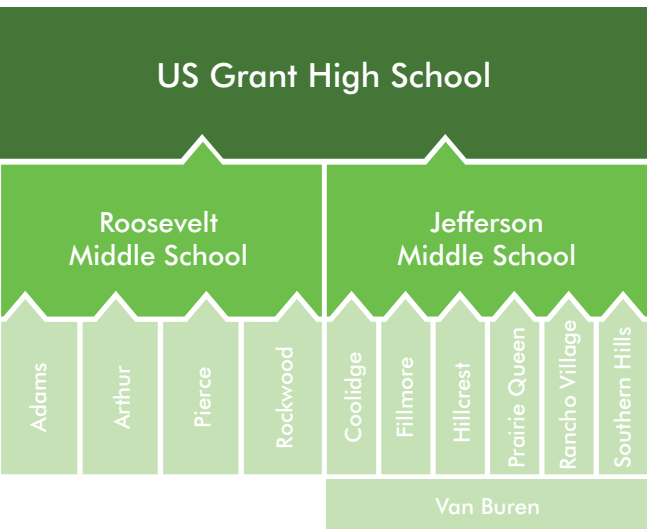 US Grant High School
Roosevelt
Middle School
Jefferson
Middle School
Adams
Arthur
Pierce
Rockwood
Coolidge
Fillmore
Hillcrest
Prairie Queen
Rancho Village
Southern Hills
Van Buren